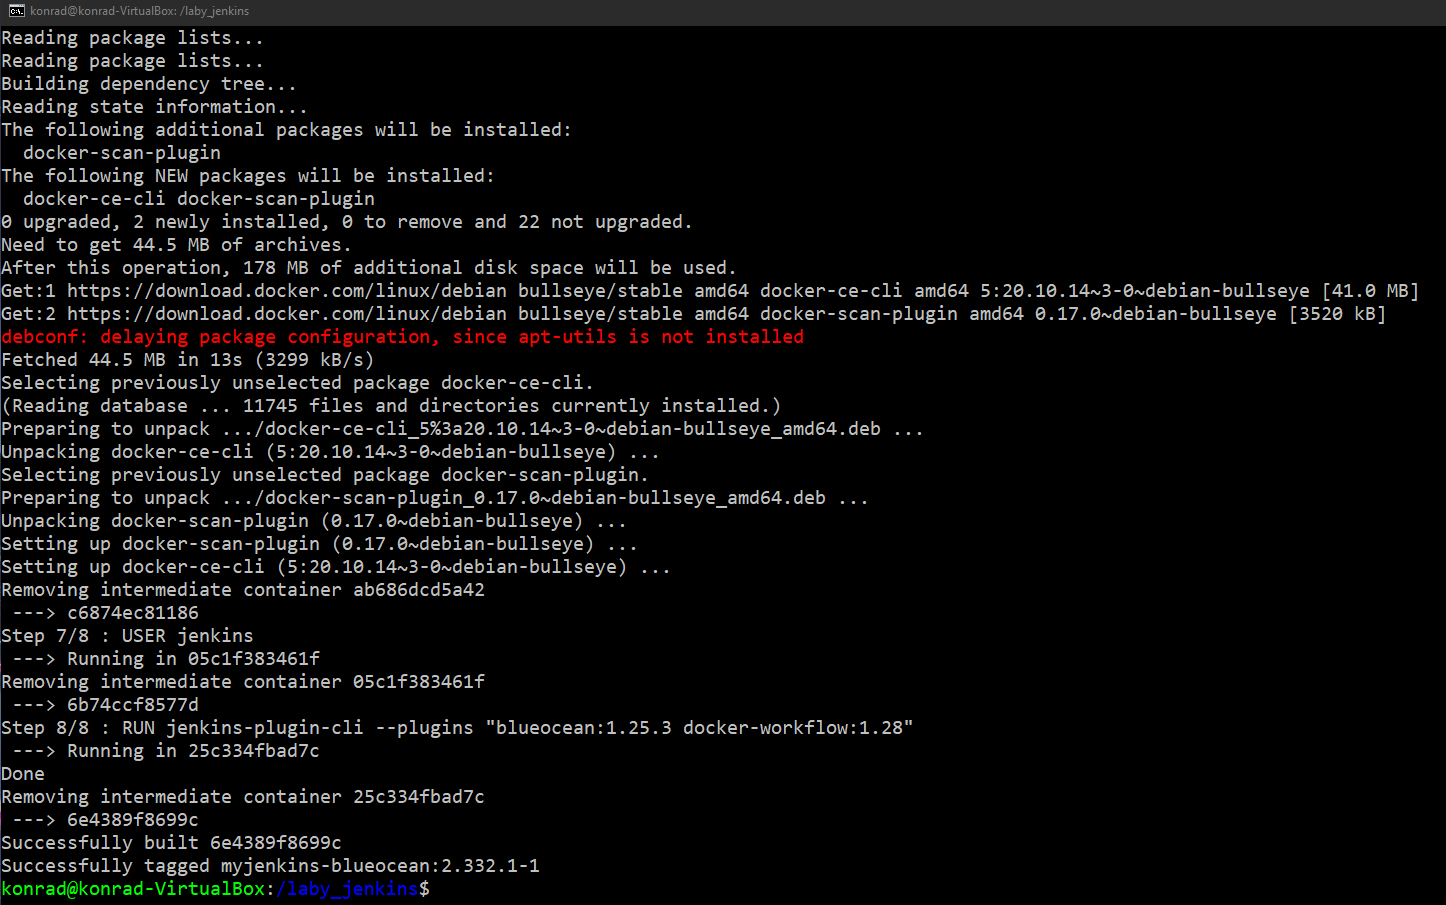 konrad@konrad-VirtualBox: /laby_jenkins
Reading package lists...
Reading package lists...
Building dependency tree...
Reading state information...
The following additional packages will be installed:
  docker-scan-plugin
The following NEW packages will be installed:
  docker-ce-cli docker-scan-plugin
0 upgraded, 2 newly installed, 0 to remove and 22 not upgraded.
Need to get 44.5 MB of archives.
After this operation, 178 MB of additional disk space will be used.
Get:1 https://download.docker.com/linux/debian bullseye/stable amd64 docker-ce-cli amd64 5:20.10.14~3-0~debian-bullseye [41.0 MB]
Get:2 https://download.docker.com/linux/debian bullseye/stable amd64 docker-scan-plugin amd64 0.17.0~debian-bullseye [3520 kB]
debconf: delaying package configuration, since apt-utils is not installed
Fetched 44.5 MB in 13s (3299 kB/s)
Selecting previously unselected package docker-ce-cli.
(Reading database ... 11745 files and directories currently installed.)
Preparing to unpack .../docker-ce-cli_5%3a20.10.14~3-0~debian-bullseye_amd64.deb ...
Unpacking docker-ce-cli (5:20.10.14~3-0~debian-bullseye) ...
Selecting previously unselected package docker-scan-plugin.
Preparing to unpack .../docker-scan-plugin_0.17.0~debian-bullseye_amd64.deb ...
Unpacking docker-scan-plugin (0.17.0~debian-bullseye) ...
Setting up docker-scan-plugin (0.17.0~debian-bullseye) ...
Setting up docker-ce-cli (5:20.10.14~3-0~debian-bullseye) ...
Removing intermediate container ab686dcd5a42
 ---> c6874ec81186
Step 7/8 : USER jenkins
 ---> Running in 05c1f383461f
Removing intermediate container 05c1f383461f
 ---> 6b74ccf8577d
Step 8/8 : RUN jenkins-plugin-cli --plugins "blueocean:1.25.3 docker-workflow:1.28"
 ---> Running in 25c334fbad7c
Done
Removing intermediate container 25c334fbad7c
 ---> 6e4389f8699c
Successfully built 6e4389f8699c
Successfully tagged myjenkins-blueocean:2.332.1-1
konrad@konrad-VirtualBox:/laby_jenkins$